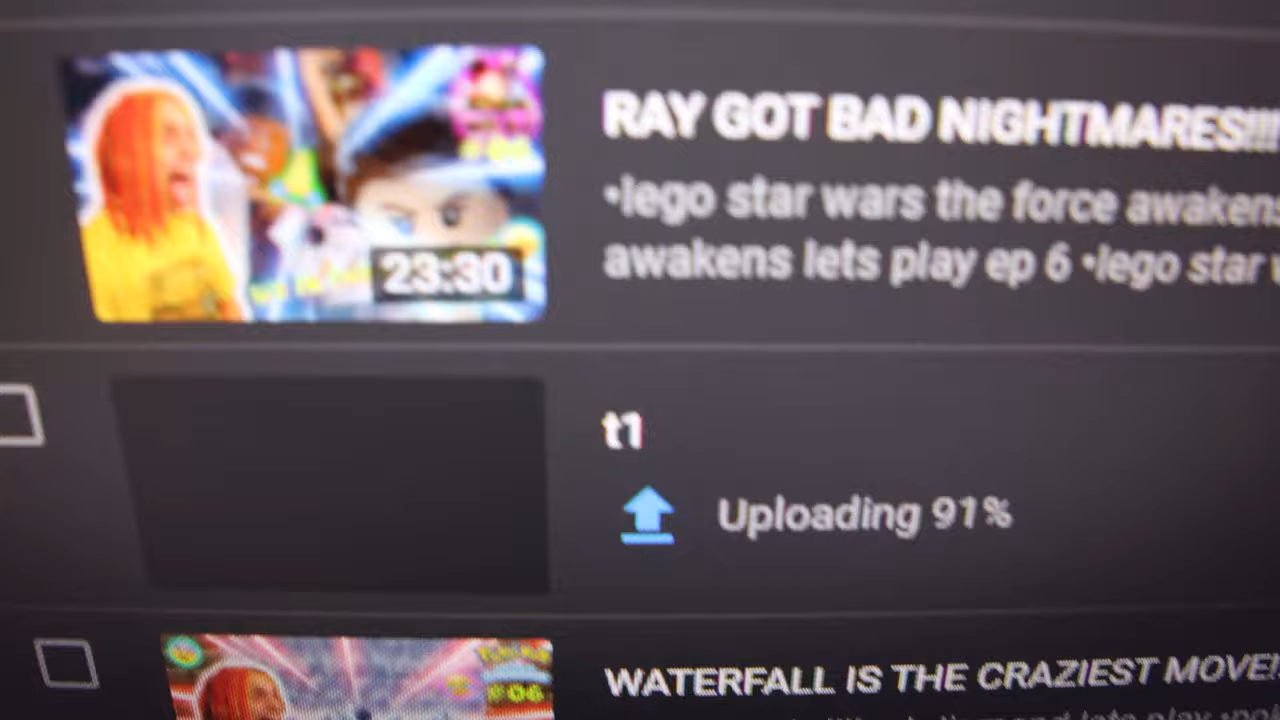 RAY GOT BAD NIGHTMARES!!!
•lego star wars the force awakens
awakens lets play ep 6 •lego star
23:30
t1
Uploading 91%
WATERFALL IS THE CRAZIEST MOVE!
#06